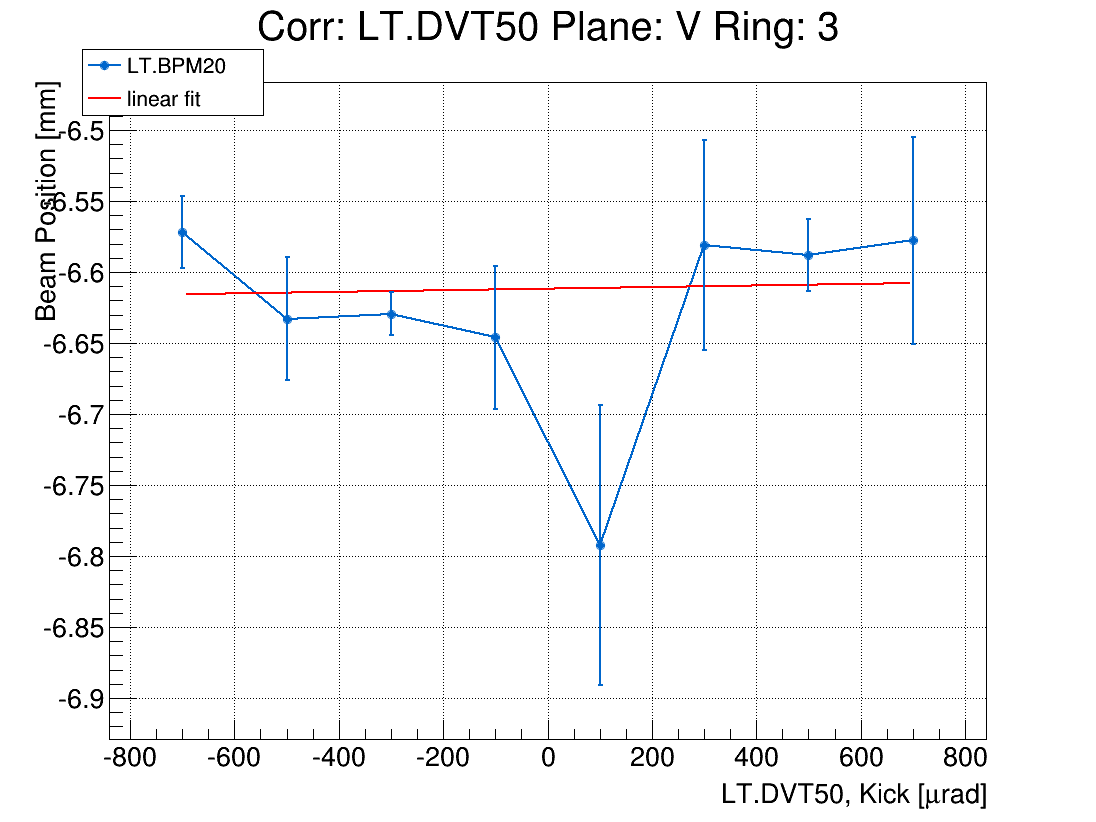 Corr: LT.DVT50 Plane: V Ring: 3
LT.BPM20
linear fit
Beam Position [mm]
-6.5
-6.55
-6.6
-6.65
-6.7
-6.75
-6.8
-6.85
-6.9
-800 -600 -400 -200 0 200 400 600 800
LT.DVT50, Kick [μrad]